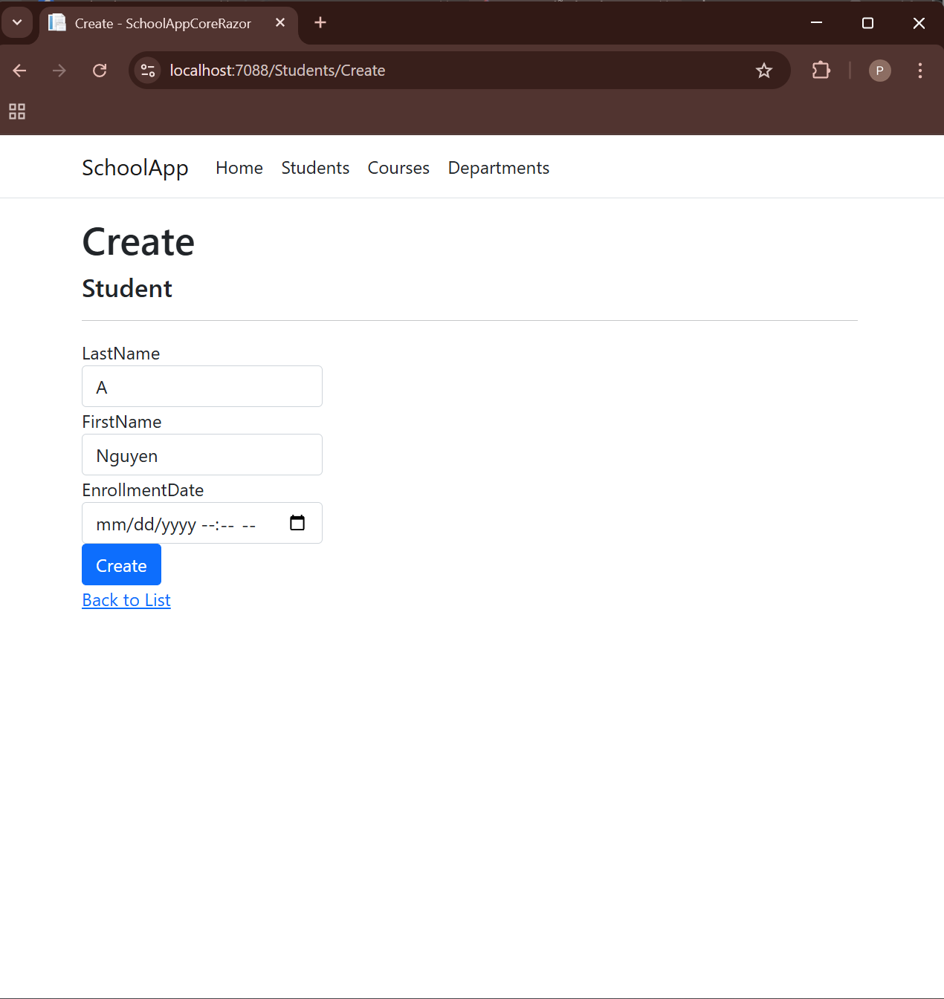 Create - SchoolAppCoreRazor
localhost:7088/Students/Create
P
SchoolApp Home Students Courses Departments
Create
Student
LastName
A
FirstName
Nguyen
EnrollmentDate
mm/dd/yyyy --:-- --
Create
Back to List